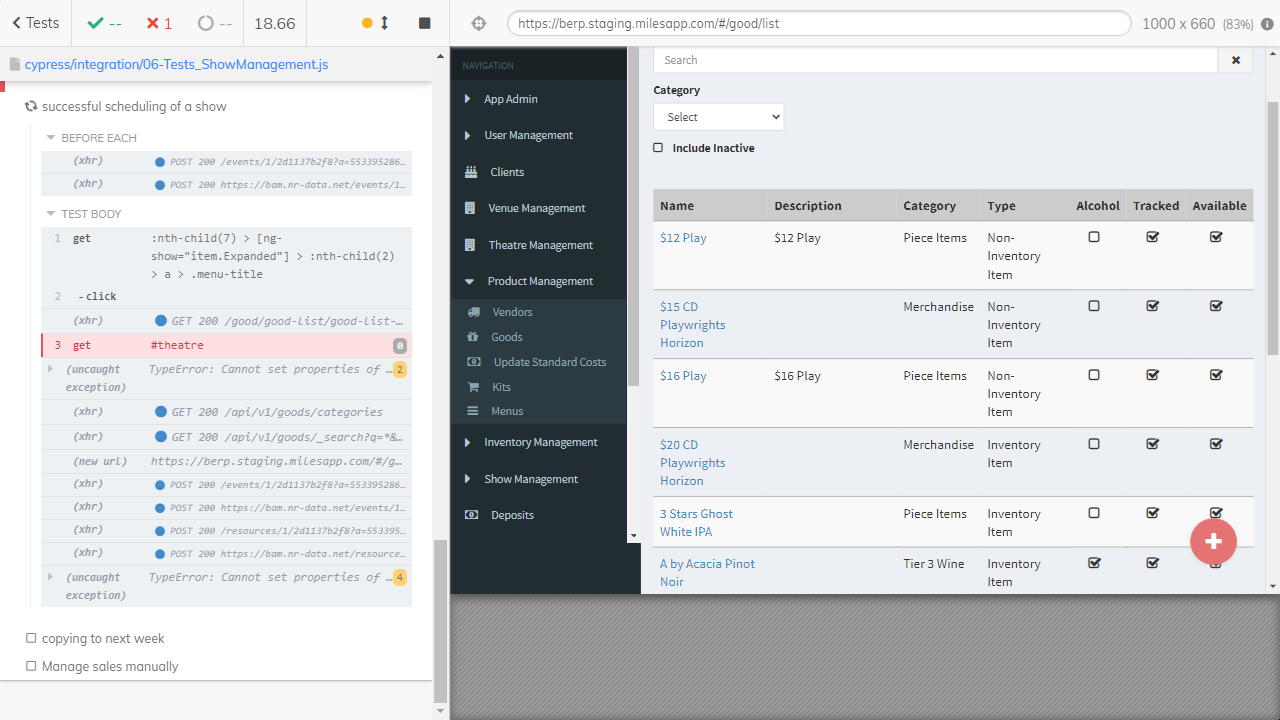 Tests
--
1
--
18.66
https://berp.staging.milesapp.com/#/good/list
1000 x 660 (83%)
cypress/integration/06-Tests_ShowManagement.js
successful scheduling of a show
BEFORE EACH
(xhr) POST 200 /events/1/2d1137b2f8?a=553395286…
(xhr) POST 200 https://bam.nr-data.net/events/1…
TEST BODY
1 get :nth-child(7) > [ng-
show="item.Expanded"] > :nth-child(2)
> a > .menu-title
2 -click
(xhr) GET 200 /good/good-list/good-list-…
3 get #theatre 0
(uncaught TypeError: Cannot set properties of … 2
exception)
(xhr) GET 200 /api/v1/goods/categories
(xhr) GET 200 /api/v1/goods/_search?q=*&…
(new url) https://berp.staging.milesapp.com/#/g…
(xhr) POST 200 /events/1/2d1137b2f8?a=553395286…
(xhr) POST 200 https://bam.nr-data.net/events/1…
(xhr) POST 200 /resources/1/2d1137b2f8?a=553395…
(xhr) POST 200 https://bam.nr-data.net/resource…
(uncaught TypeError: Cannot set properties of … 4
exception)
copying to next week
Manage sales manually
NAVIGATION
App Admin
User Management
Clients
Venue Management
Theatre Management
Product Management
Vendors
Goods
Update Standard Costs
Kits
Menus
Inventory Management
Show Management
Deposits
Search
Category
Select
Include Inactive
Name Description Category Type Alcohol Tracked Available
$12 Play $12 Play Piece Items Non-
Inventory
Item
$15 CD Merchandise Non-
Playwrights Inventory
Horizon Item
$16 Play $16 Play Piece Items Non-
Inventory
Item
$20 CD Merchandise Inventory
Playwrights Item
Horizon
3 Stars Ghost Piece Items Inventory
White IPA Item
A by Acacia Pinot Tier 3 Wine Inventory
Noir Item